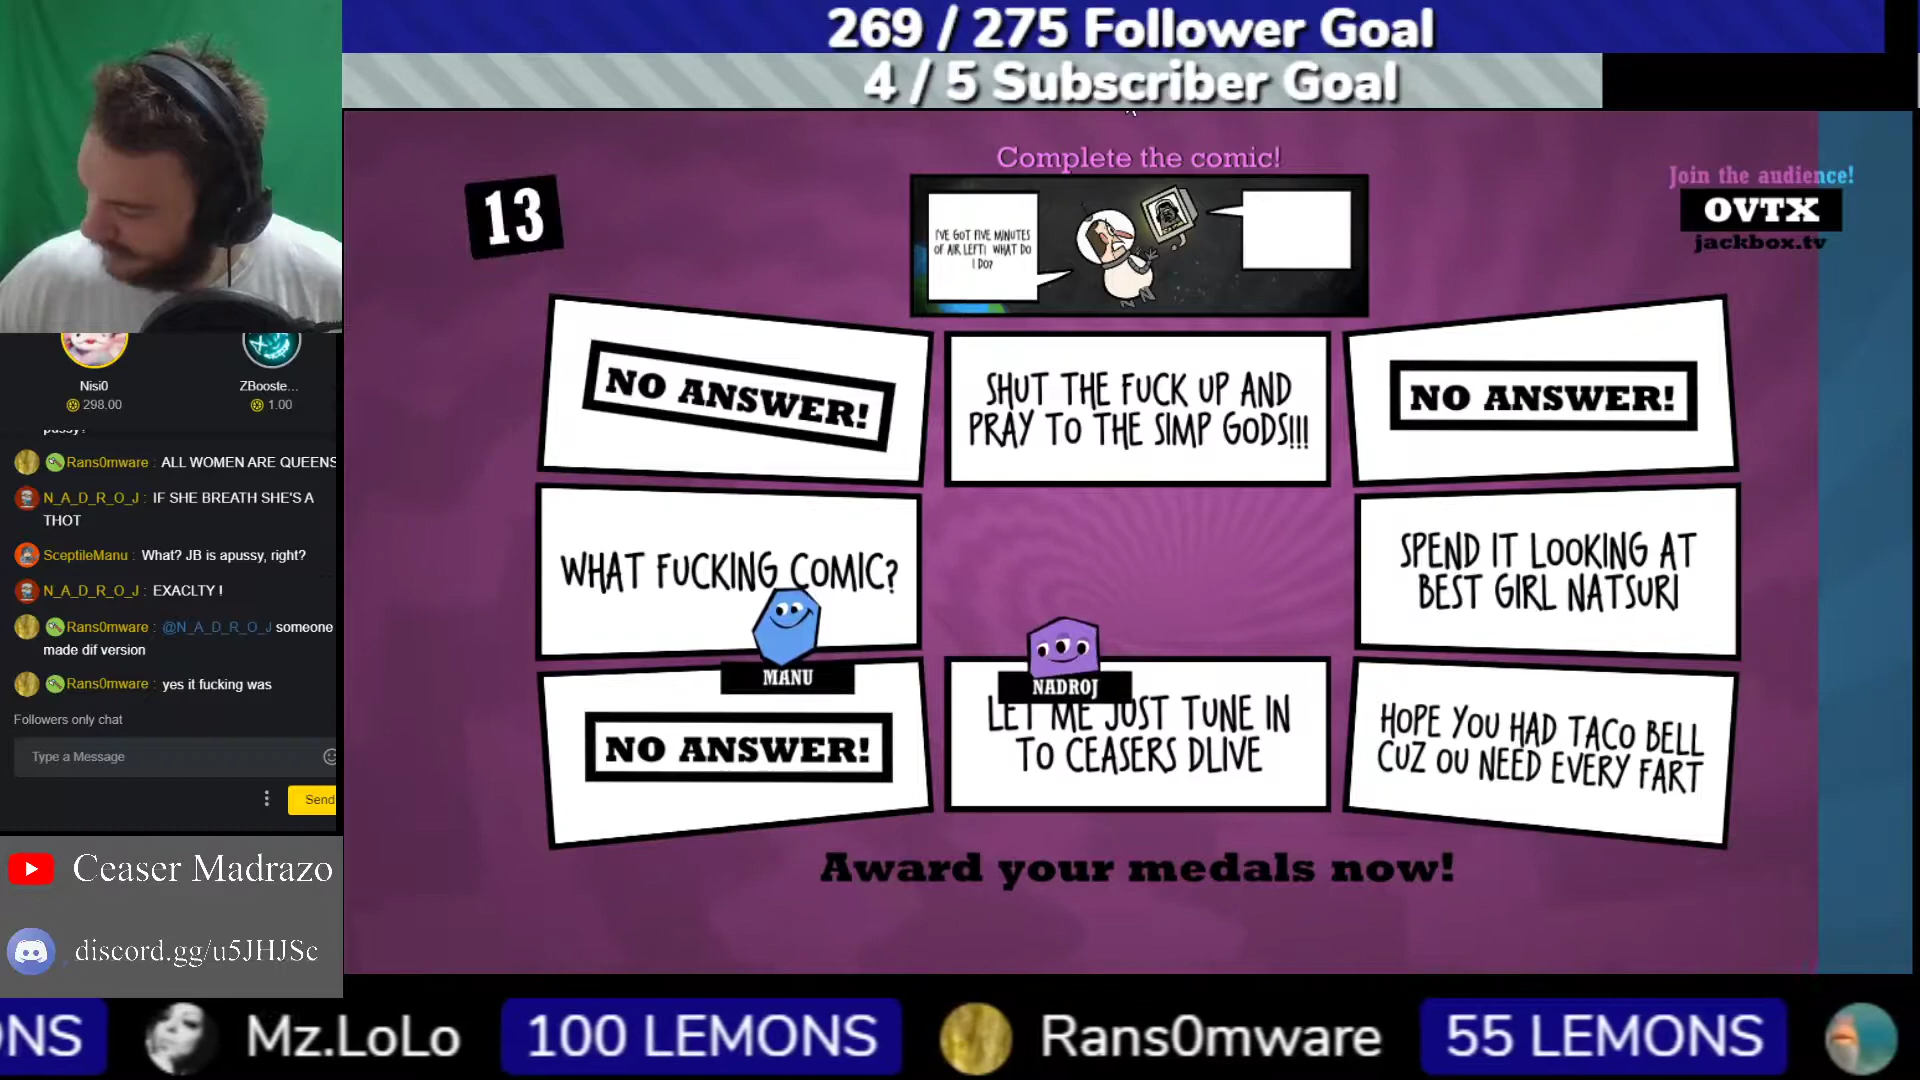 269 / 275 Follower Goal
4 / 5 Subscriber Goal
Complete the comic!
13
I'VE GOT FIVE MINUTES
OF AIR LEFT! WHAT DO
I DO?
Join the audience!
OVTX
jackbox.tv
NO ANSWER!
SHUT THE FUCK UP AND
PRAY TO THE SIMP GODS!!!
NO ANSWER!
WHAT FUCKING COMIC?
MANU
SPEND IT LOOKING AT
BEST GIRL NATSURI
NO ANSWER!
NADROJ
LET ME JUST TUNE IN
TO CEASERS DLIVE
HOPE YOU HAD TACO BELL
CUZ OU NEED EVERY FART
Award your medals now!
Nisi0
298.00
ZBooste...
1.00
pussy?
Rans0mware : ALL WOMEN ARE QUEENS
N_A_D_R_O_J : IF SHE BREATH SHE'S A
THOT
SceptileManu : What? JB is apussy, right?
N_A_D_R_O_J : EXACLTY !
Rans0mware : @N_A_D_R_O_J someone
made dif version
Rans0mware : yes it fucking was
Followers only chat
Type a Message
Send
Ceaser Madrazo
discord.gg/u5JHJSc
ONS
Mz.LoLo
100 LEMONS
Rans0mware
55 LEMONS